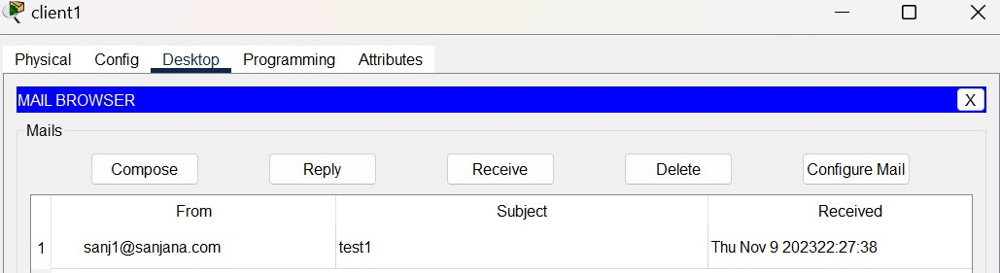 client1
Physical Config Desktop Programming Attributes
MAIL BROWSER X
Mails
Compose Reply Receive Delete Configure Mail
From Subject Received
1 sanj1@sanjana.com test1 Thu Nov 9 202322:27:38